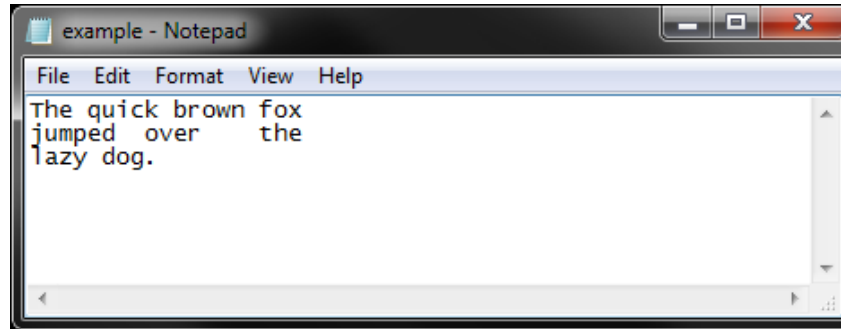 example - Notepad
File Edit Format View Help
The quick brown fox
jumped  over    the
lazy dog.